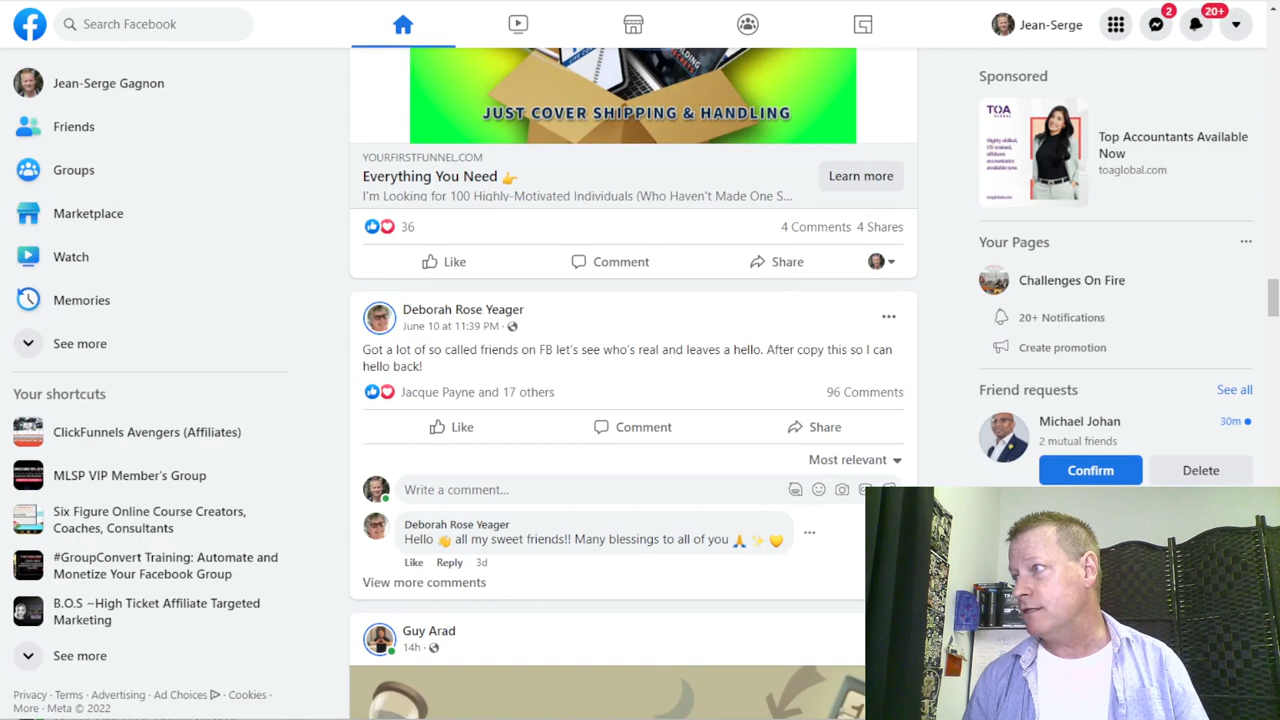 Search Facebook
Jean-Serge
2
20+
Jean-Serge Gagnon
Friends
Groups
Marketplace
Watch
Memories
See more
Your shortcuts
ClickFunnels Avengers (Affiliates)
MLSP VIP Member's Group
Six Figure Online Course Creators,
Coaches, Consultants
#GroupConvert Training: Automate and
Monetize Your Facebook Group
B.O.S ~High Ticket Affiliate Targeted
Marketing
See more
Privacy · Terms · Advertising · Ad Choices · Cookies ·
More · Meta © 2022
JUST COVER SHIPPING & HANDLING
YOURFIRSTFUNNEL.COM
Everything You Need 👉
I'm Looking for 100 Highly-Motivated Individuals (Who Haven't Made One S...
Learn more
36
4 Comments 4 Shares
Like
Comment
Share
Deborah Rose Yeager
June 10 at 11:39 PM ·
Got a lot of so called friends on FB let's see who's real and leaves a hello. After copy this so I can
hello back!
Jacque Payne and 17 others
96 Comments
Like
Comment
Share
Most relevant
Write a comment...
Deborah Rose Yeager
Hello 👋 all my sweet friends!! Many blessings to all of you 🙏 ✨ 💛
Like Reply 3d
View more comments
Guy Arad
14h ·
Sponsored
TOA
GLOBAL
Top Accountants Available
Now
toaglobal.com
Your Pages
Challenges On Fire
20+ Notifications
Create promotion
Friend requests
See all
Michael Johan
30m
2 mutual friends
Confirm
Delete